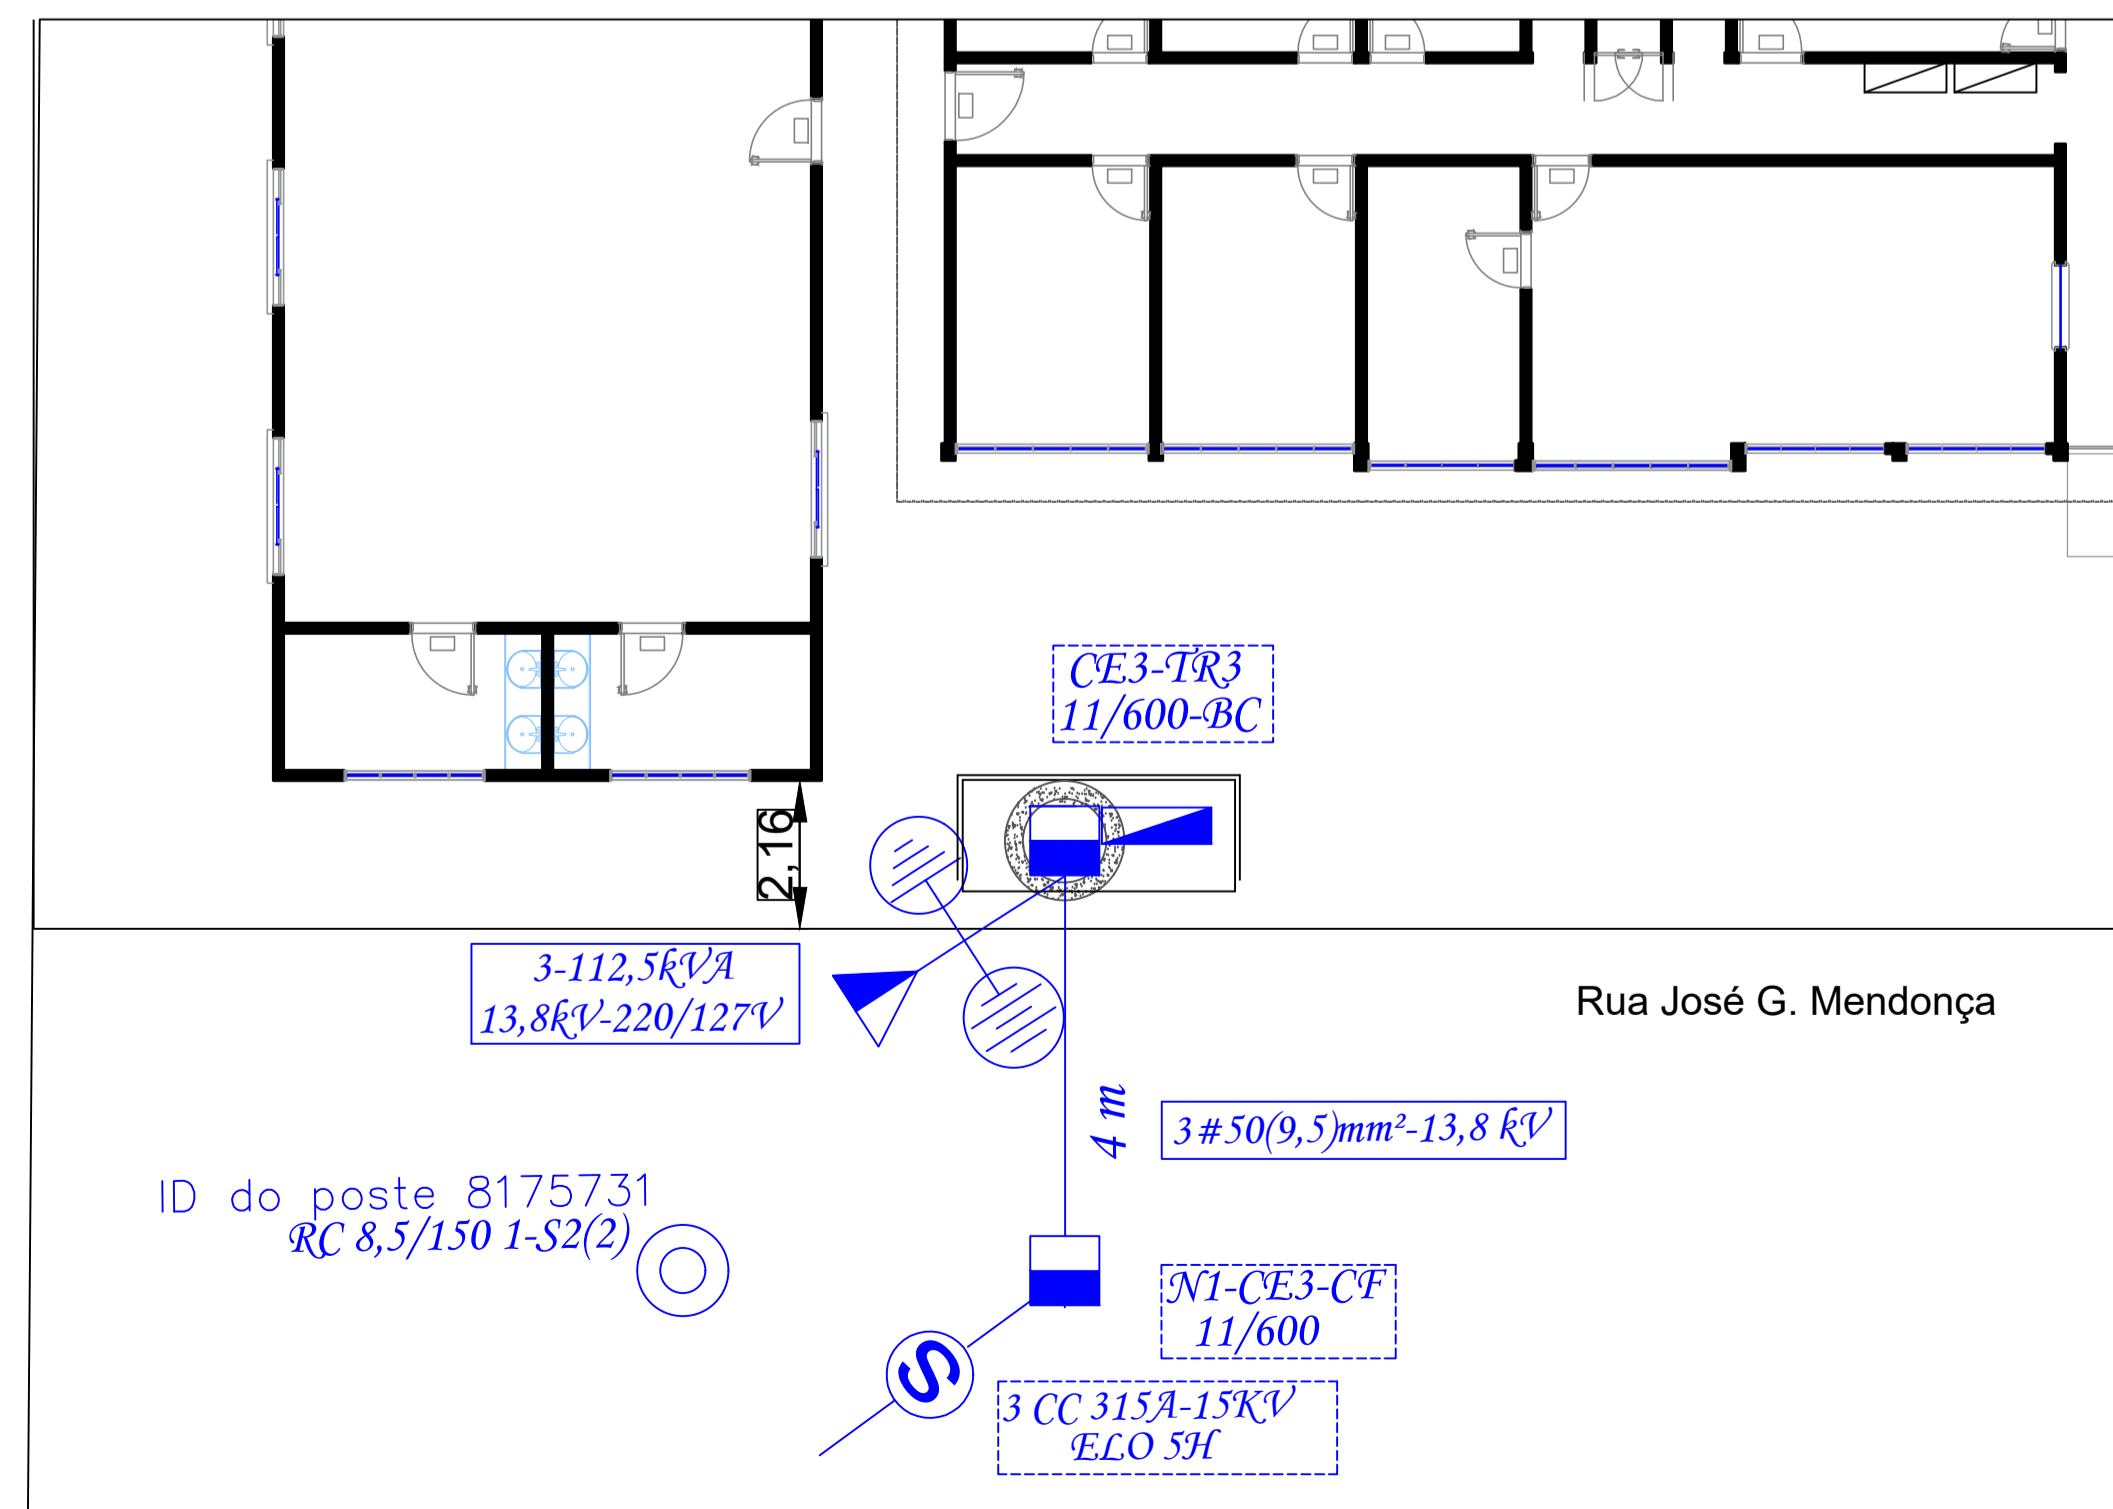 CE3-TR3
11/600-BC
2,16
3-112,5kVA
13,8kV-220/127V
Rua José G. Mendonça
4 m
3#50(9,5)mm²-13,8 kV
ID do poste 8175731
RC 8,5/150 1-S2(2)
N1-CE3-CF
11/600
S
3 CC 315A-15KV
ELO 5H